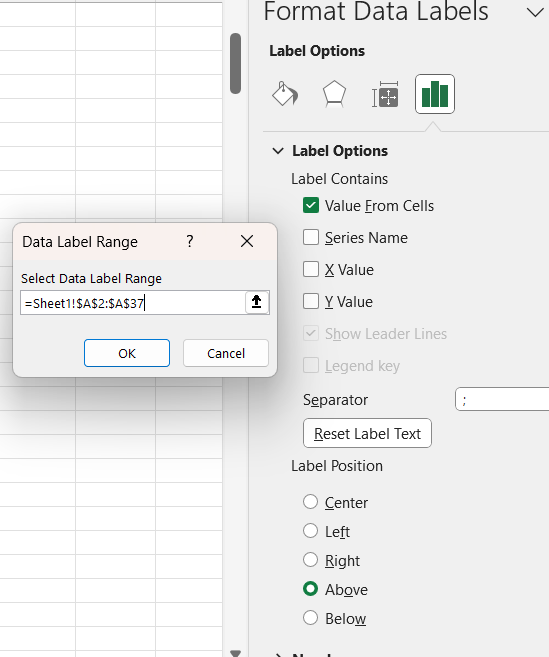 Format Data Labels
Label Options
Label Options
Label Contains
Value From Cells
Series Name
X Value
Y Value
Show Leader Lines
Legend key
Separator ;
Reset Label Text
Label Position
Center
Left
Right
Above
Below
Data Label Range ?
Select Data Label Range
=Sheet1!$A$2:$A$37
OK Cancel